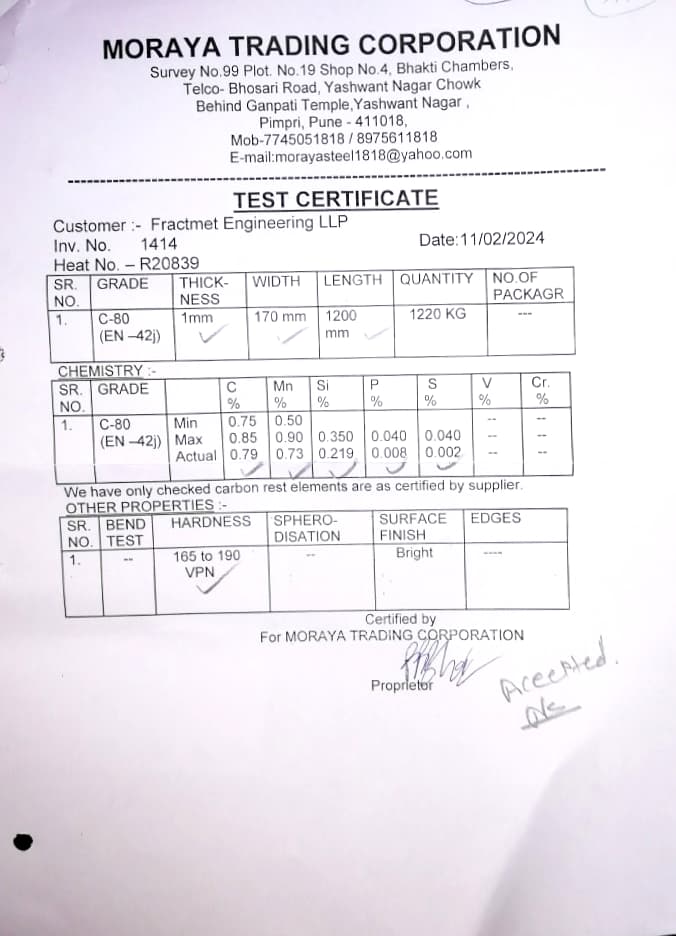 MORAYA TRADING CORPORATION
Survey No.99 Plot. No.19 Shop No.4, Bhakti Chambers,
Telco- Bhosari Road, Yashwant Nagar Chowk
Behind Ganpati Temple,Yashwant Nagar ,
Pimpri, Pune - 411018,
Mob-7745051818 / 8975611818
E-mail:morayasteel1818@yahoo.com
TEST CERTIFICATE
Customer :- Fractmet Engineering LLP
Inv. No. 1414 Date:11/02/2024
Heat No. – R20839
SR. GRADE THICK- WIDTH LENGTH QUANTITY NO.OF
NO. NESS PACKAGR
1. C-80 1mm 170 mm 1200 1220 KG ---
(EN –42j) mm
CHEMISTRY :-
SR. GRADE C Mn Si P S V Cr.
NO. % % % % % % %
1. C-80 Min 0.75 0.50 -- --
(EN –42j) Max 0.85 0.90 0.350 0.040 0.040 -- --
Actual 0.79 0.73 0.219 0.008 0.002 -- --
We have only checked carbon rest elements are as certified by supplier.
OTHER PROPERTIES :-
SR. BEND HARDNESS SPHERO- SURFACE EDGES
NO. TEST DISATION FINISH
1. -- 165 to 190 -- Bright ----
VPN
Certified by
For MORAYA TRADING CORPORATION
Proprietor
Accepted.